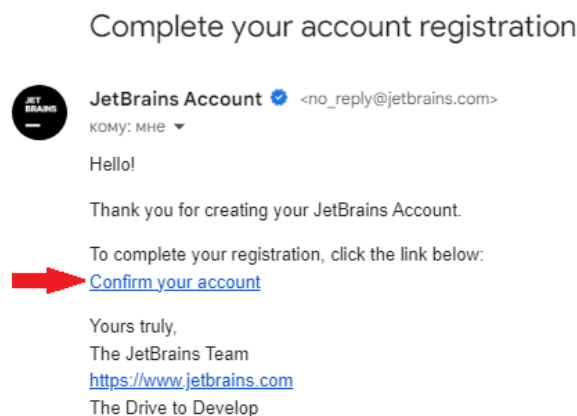 Complete your account registration
JET
BRAINS
JetBrains Account <no_reply@jetbrains.com>
кому: мне
Hello!
Thank you for creating your JetBrains Account.
To complete your registration, click the link below:
Confirm your account
Yours truly,
The JetBrains Team
https://www.jetbrains.com
The Drive to Develop